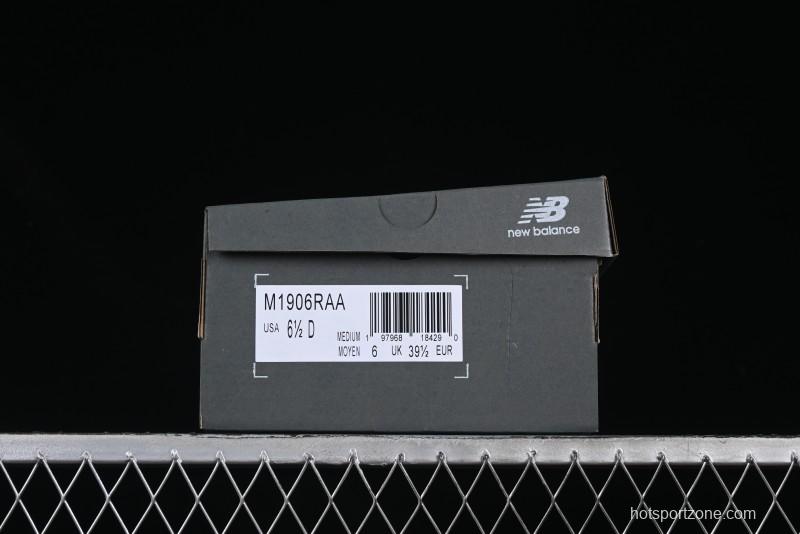 NB
new balance
M1906RAA
USA 6½ D
MEDIUM 1 97968 18429 0
MOYEN 6 UK 39½ EUR
hotsportzone.com